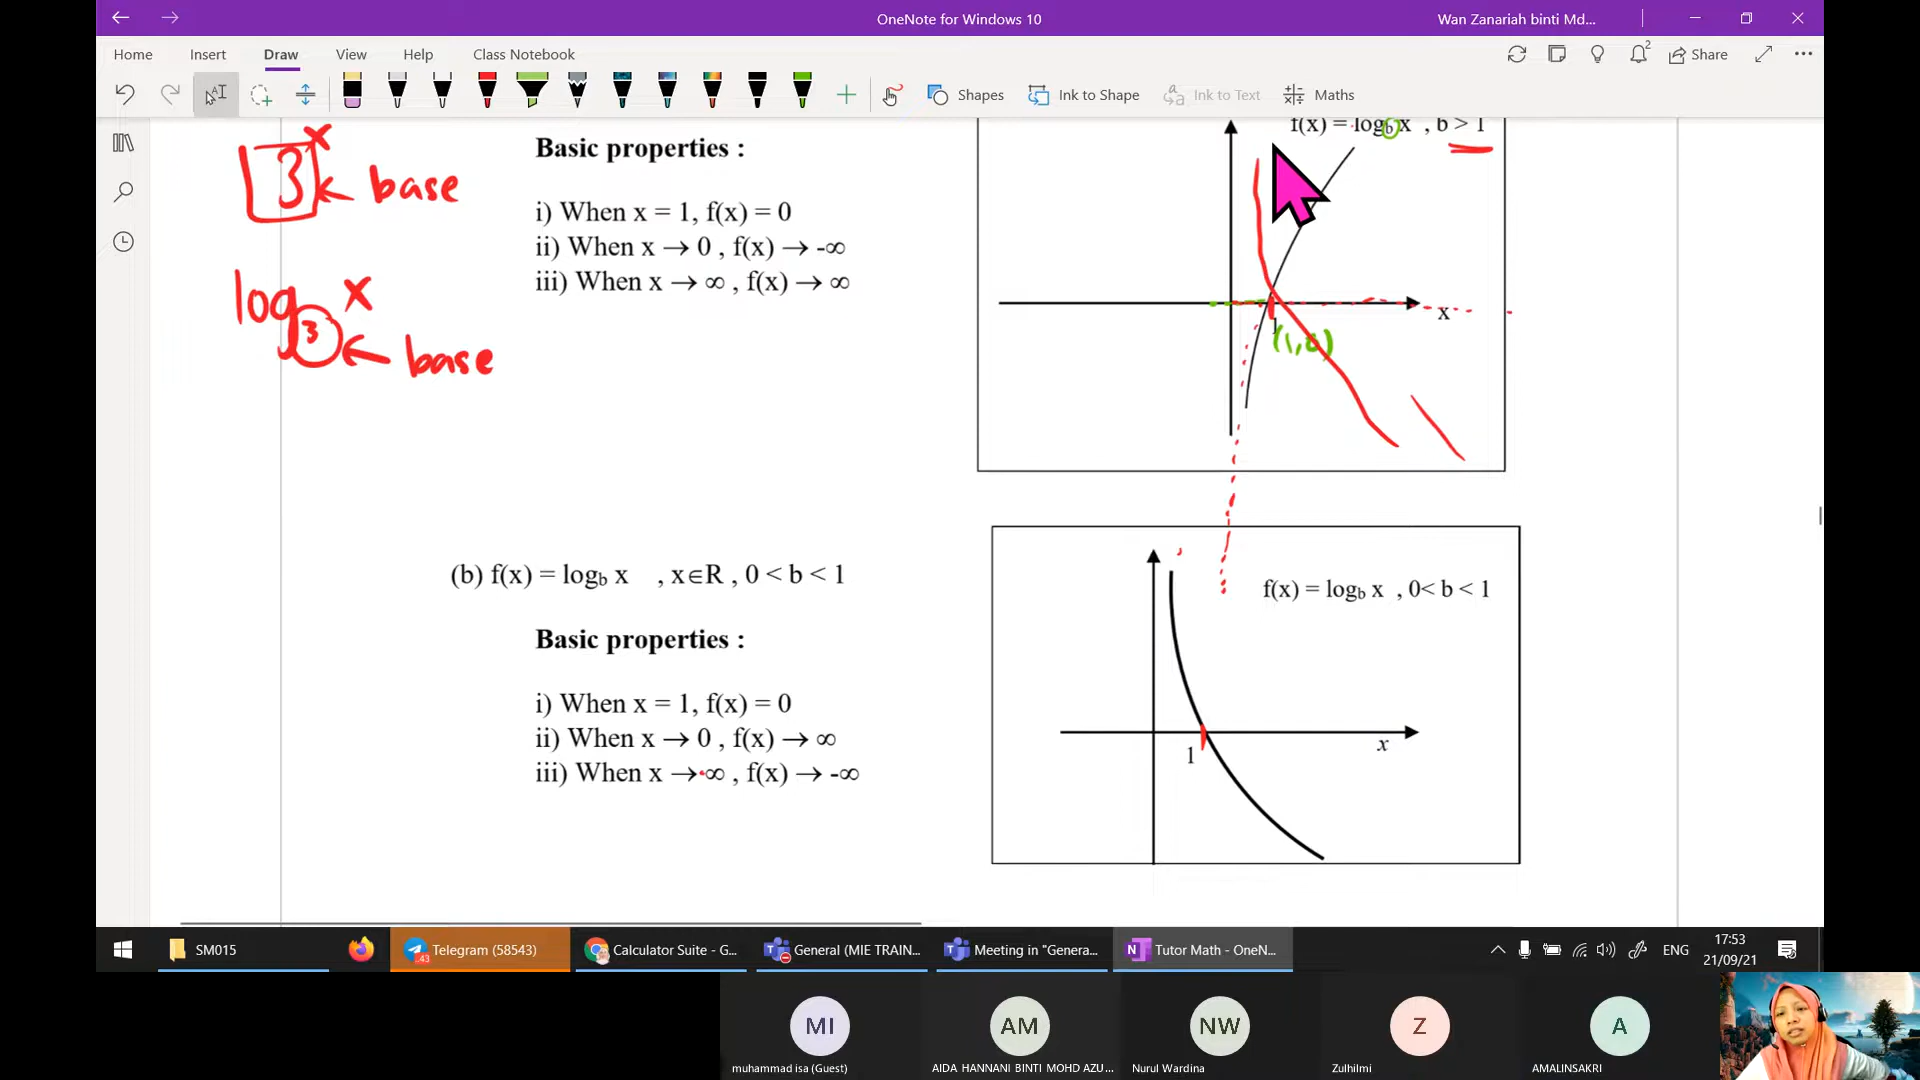 OneNote for Windows 10
Wan Zanariah binti Md...
Home Insert Draw View Help Class Notebook
2
Share
Shapes Ink to Shape Ink to Text Maths
3 x
← base
log 3 x
← base
Basic properties :
i) When x = 1, f(x) = 0
ii) When x → 0 , f(x) → -∞
iii) When x → ∞ , f(x) → ∞
f(x) = logb x , b > 1
x
1
(1,0)
(b) f(x) = logb x , x∈R , 0 < b < 1
Basic properties :
i) When x = 1, f(x) = 0
ii) When x → 0 , f(x) → ∞
iii) When x → ∞ , f(x) → -∞
f(x) = logb x , 0< b < 1
1
x
SM015
Telegram (58543)
43
Calculator Suite - G...
General (MIE TRAIN...
Meeting in "Genera...
Tutor Math - OneN...
ENG
17:53
21/09/21
MI AM NW Z A
muhammad isa (Guest)
AIDA HANNANI BINTI MOHD AZU...
Nurul Wardina
Zulhilmi
AMALINSAKRI